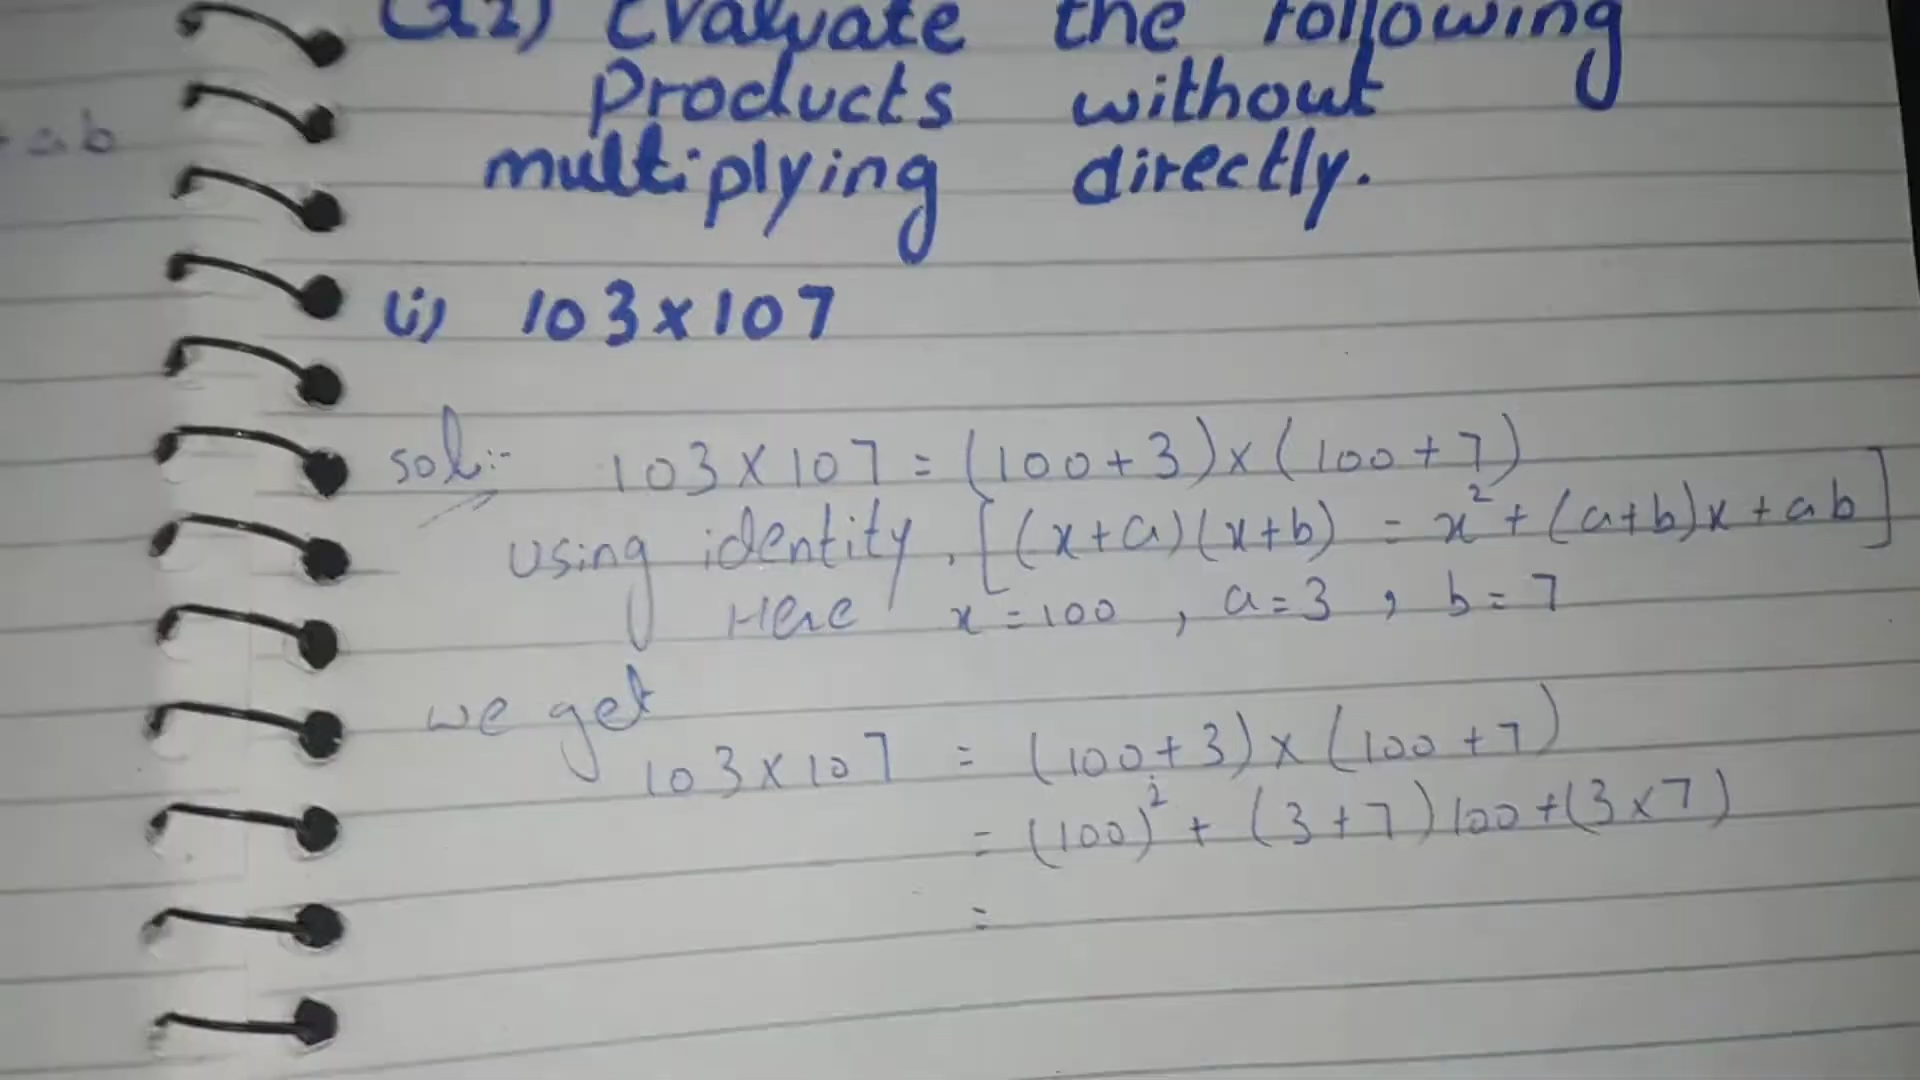 Q2) Evaluate the following
Products without
multiplying directly.
(i) 103×107
sol:- 103×107 = (100+3)×(100+7)
using identity, [(x+a)(x+b) = x²+(a+b)x+ab]
Here x=100, a=3, b=7
we get
103×107 = (100+3)×(100+7)
= (100)² + (3+7)100+(3×7)
=
ab